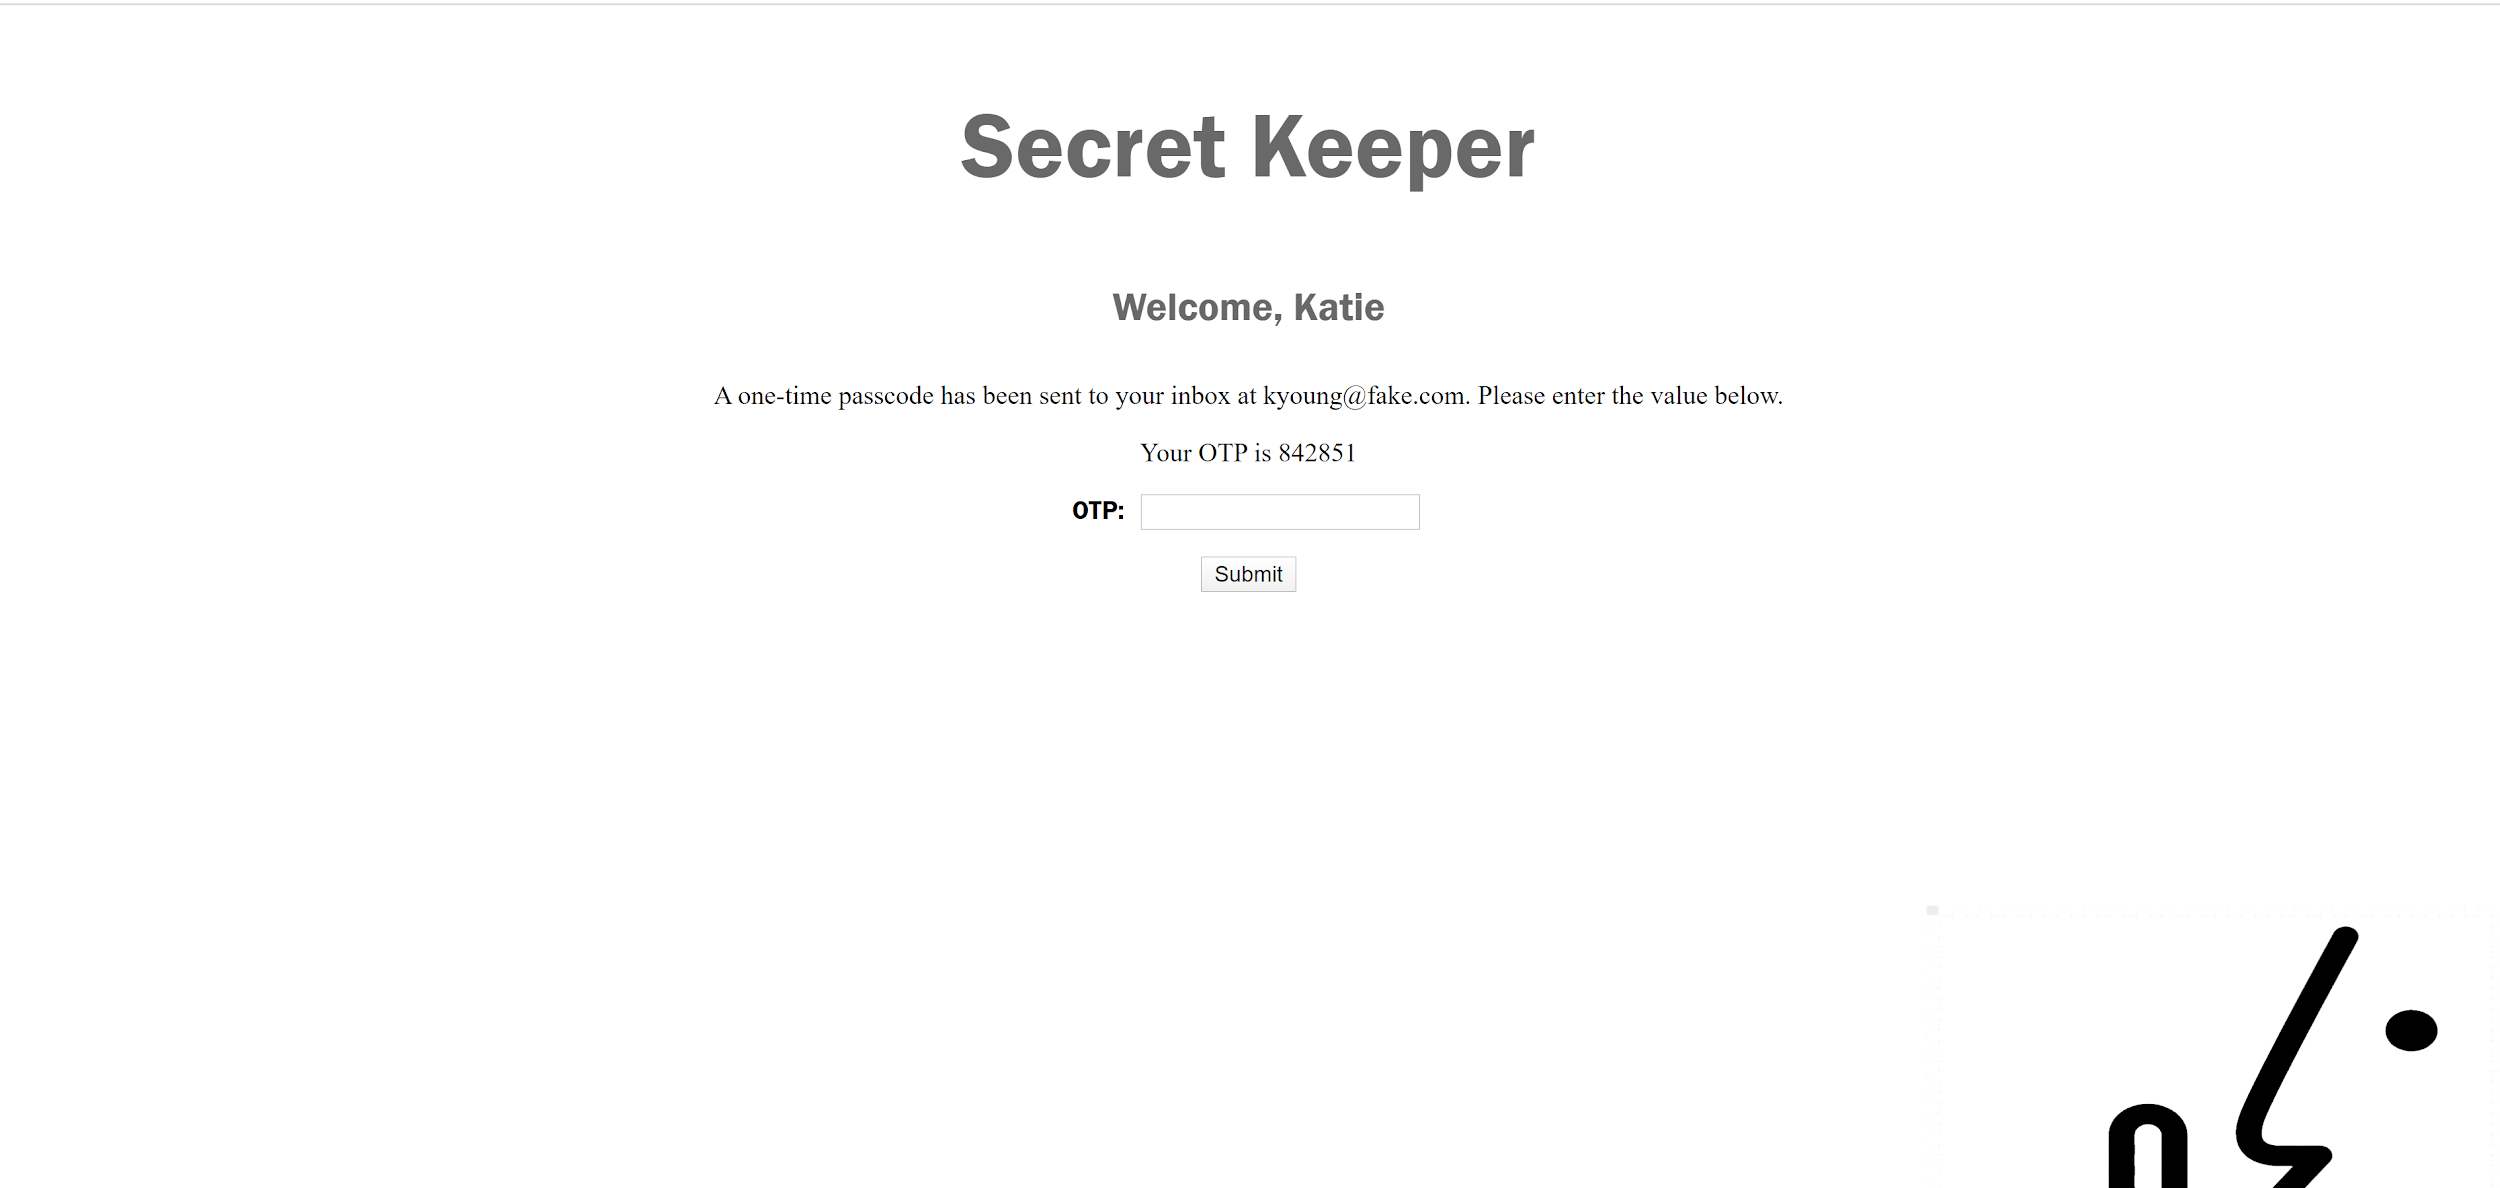 Secret Keeper
Welcome, Katie
A one-time passcode has been sent to your inbox at kyoung@fake.com. Please enter the value below.
Your OTP is 842851
OTP:
Submit